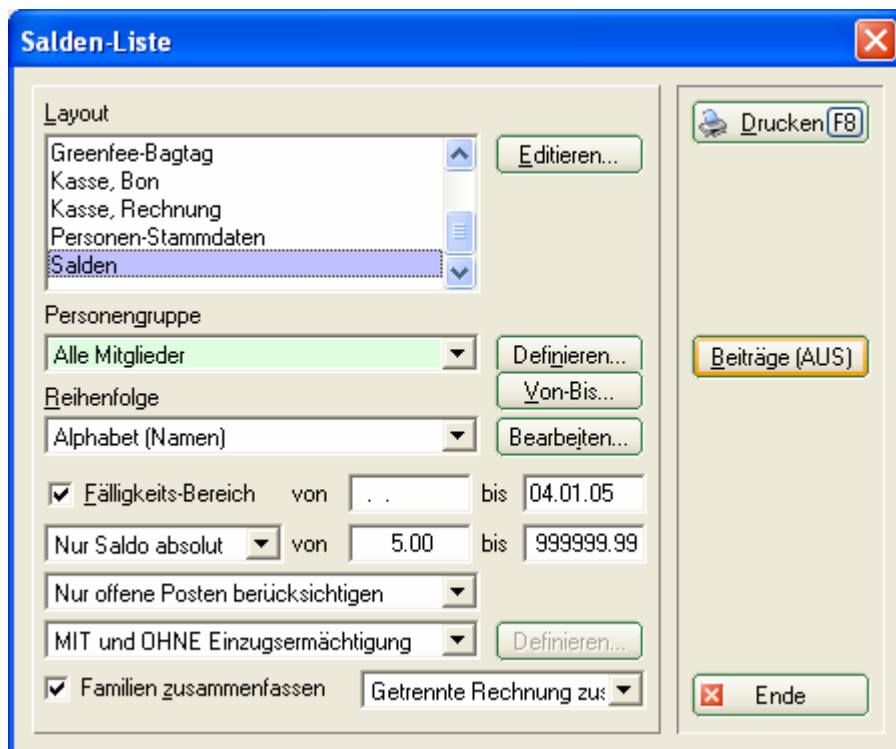 Salden-Liste
Layout
Greenfee-Bagtag
Kasse, Bon
Kasse, Rechnung
Personen-Stammdaten
Salden
Editieren...
Personengruppe
Alle Mitglieder
Definieren...
Von-Bis...
Reihenfolge
Alphabet (Namen)
Bearbeiten...
Fälligkeits-Bereich von . . bis 04.01.05
Nur Saldo absolut von 5.00 bis 999999.99
Nur offene Posten berücksichtigen
MIT und OHNE Einzugsermächtigung Definieren...
Familien zusammenfassen Getrennte Rechnung
Drucken F8
Beiträge (AUS)
Ende